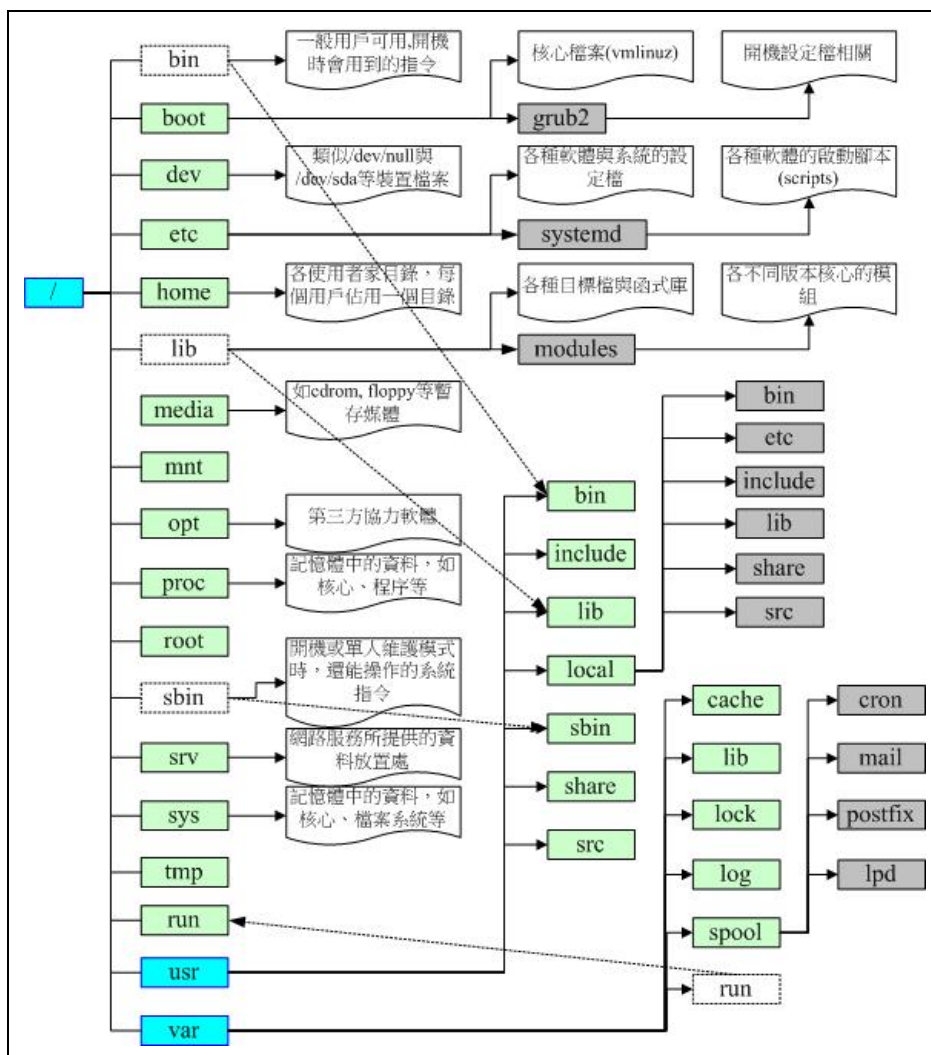 bin
一般用戶可用,開機
時會用到的指令
核心檔案(vmlinuz)
開機設定檔相關
boot
grub2
dev
類似/dev/null與
/dev/sda等裝置檔案
各種軟體與系統的設
定檔
各種軟體的啟動腳本
(scripts)
etc
systemd
/
home
各使用者家目錄，每
個用戶佔用一個目錄
各種目標檔與函式庫
各不同版本核心的模
組
lib
modules
media
如cdrom, floppy等暫
存媒體
mnt
opt
第三方協力軟體
proc
記憶體中的資料，如
核心、程序等
root
sbin
開機或單人維護模式
時，還能操作的系統
指令
srv
網路服務所提供的資
料放置處
sys
記憶體中的資料，如
核心、檔案系統等
tmp
run
usr
var
bin
include
lib
local
sbin
share
src
bin
etc
include
lib
share
src
cache
lib
lock
log
spool
run
cron
mail
postfix
lpd